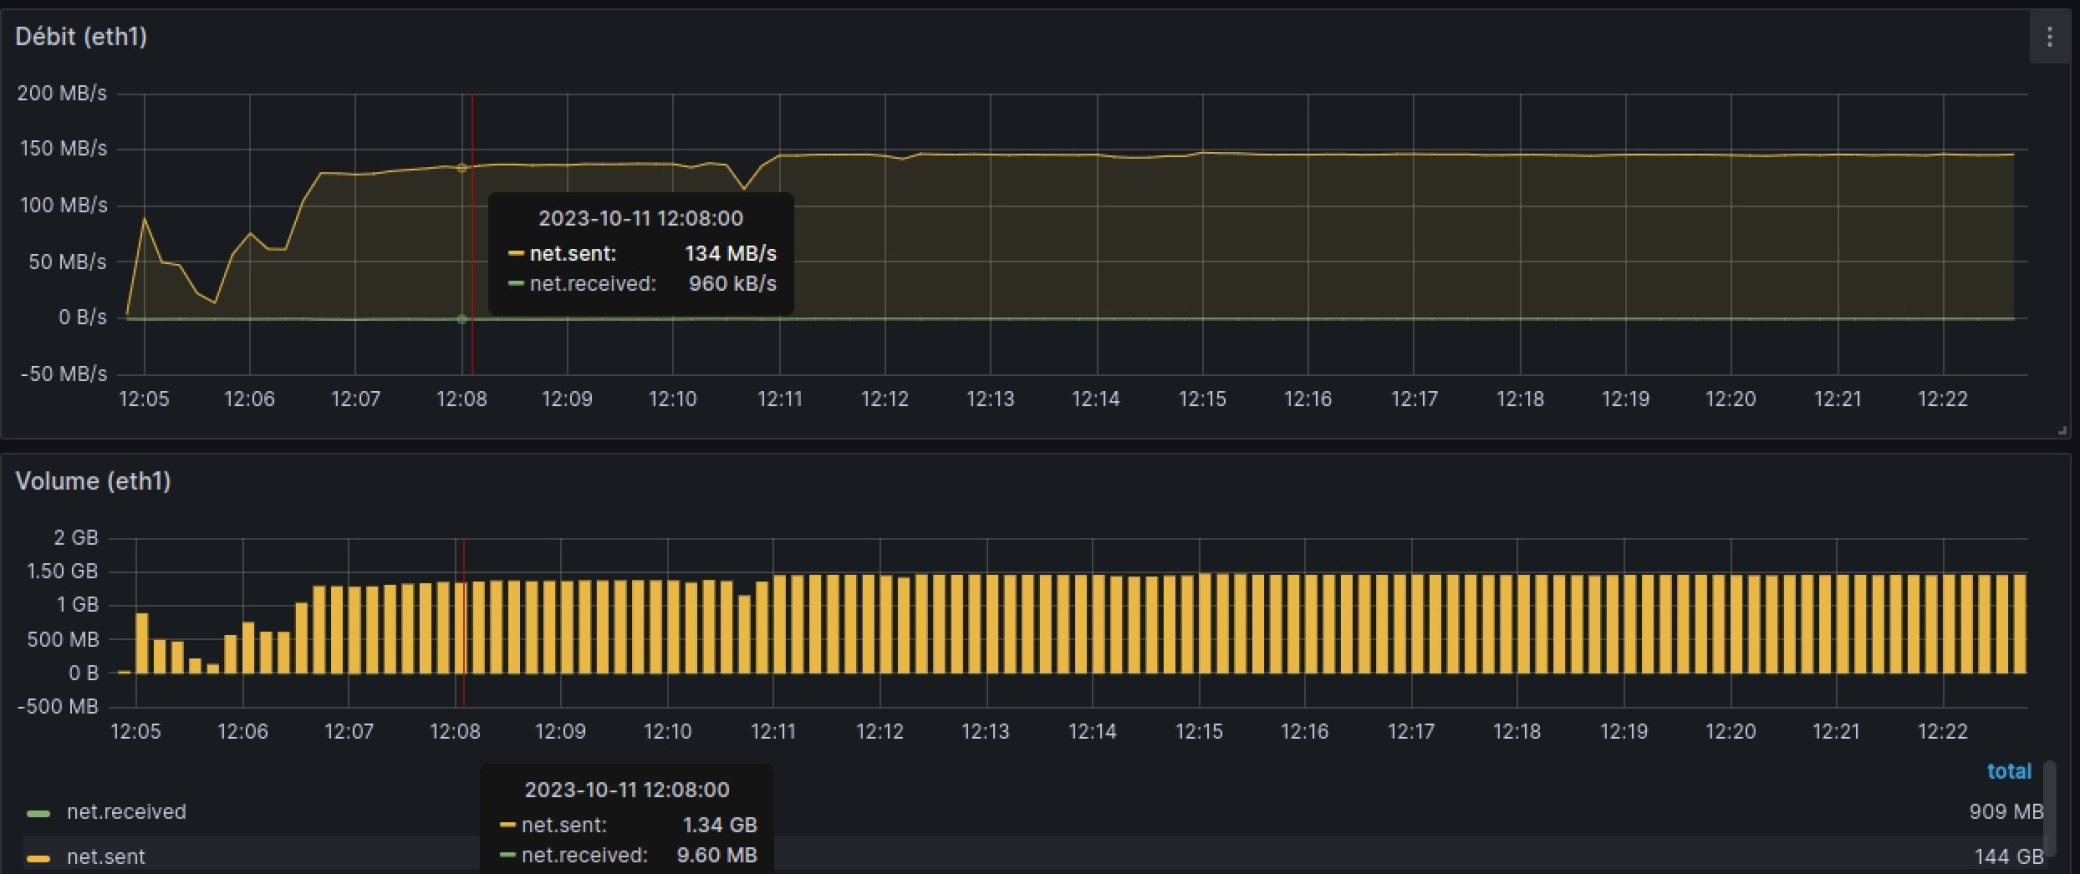 Débit (eth1)
200 MB/s
150 MB/s
100 MB/s
50 MB/s
0 B/s
-50 MB/s
12:05 12:06 12:07 12:08 12:09 12:10 12:11 12:12 12:13 12:14 12:15 12:16 12:17 12:18 12:19 12:20 12:21 12:22
2023-10-11 12:08:00
net.sent: 134 MB/s
net.received: 960 kB/s
Volume (eth1)
2 GB
1.50 GB
1 GB
500 MB
0 B
-500 MB
12:05 12:06 12:07 12:08 12:09 12:10 12:11 12:12 12:13 12:14 12:15 12:16 12:17 12:18 12:19 12:20 12:21 12:22
total
net.received 909 MB
net.sent 144 GB
2023-10-11 12:08:00
net.sent: 1.34 GB
net.received: 9.60 MB